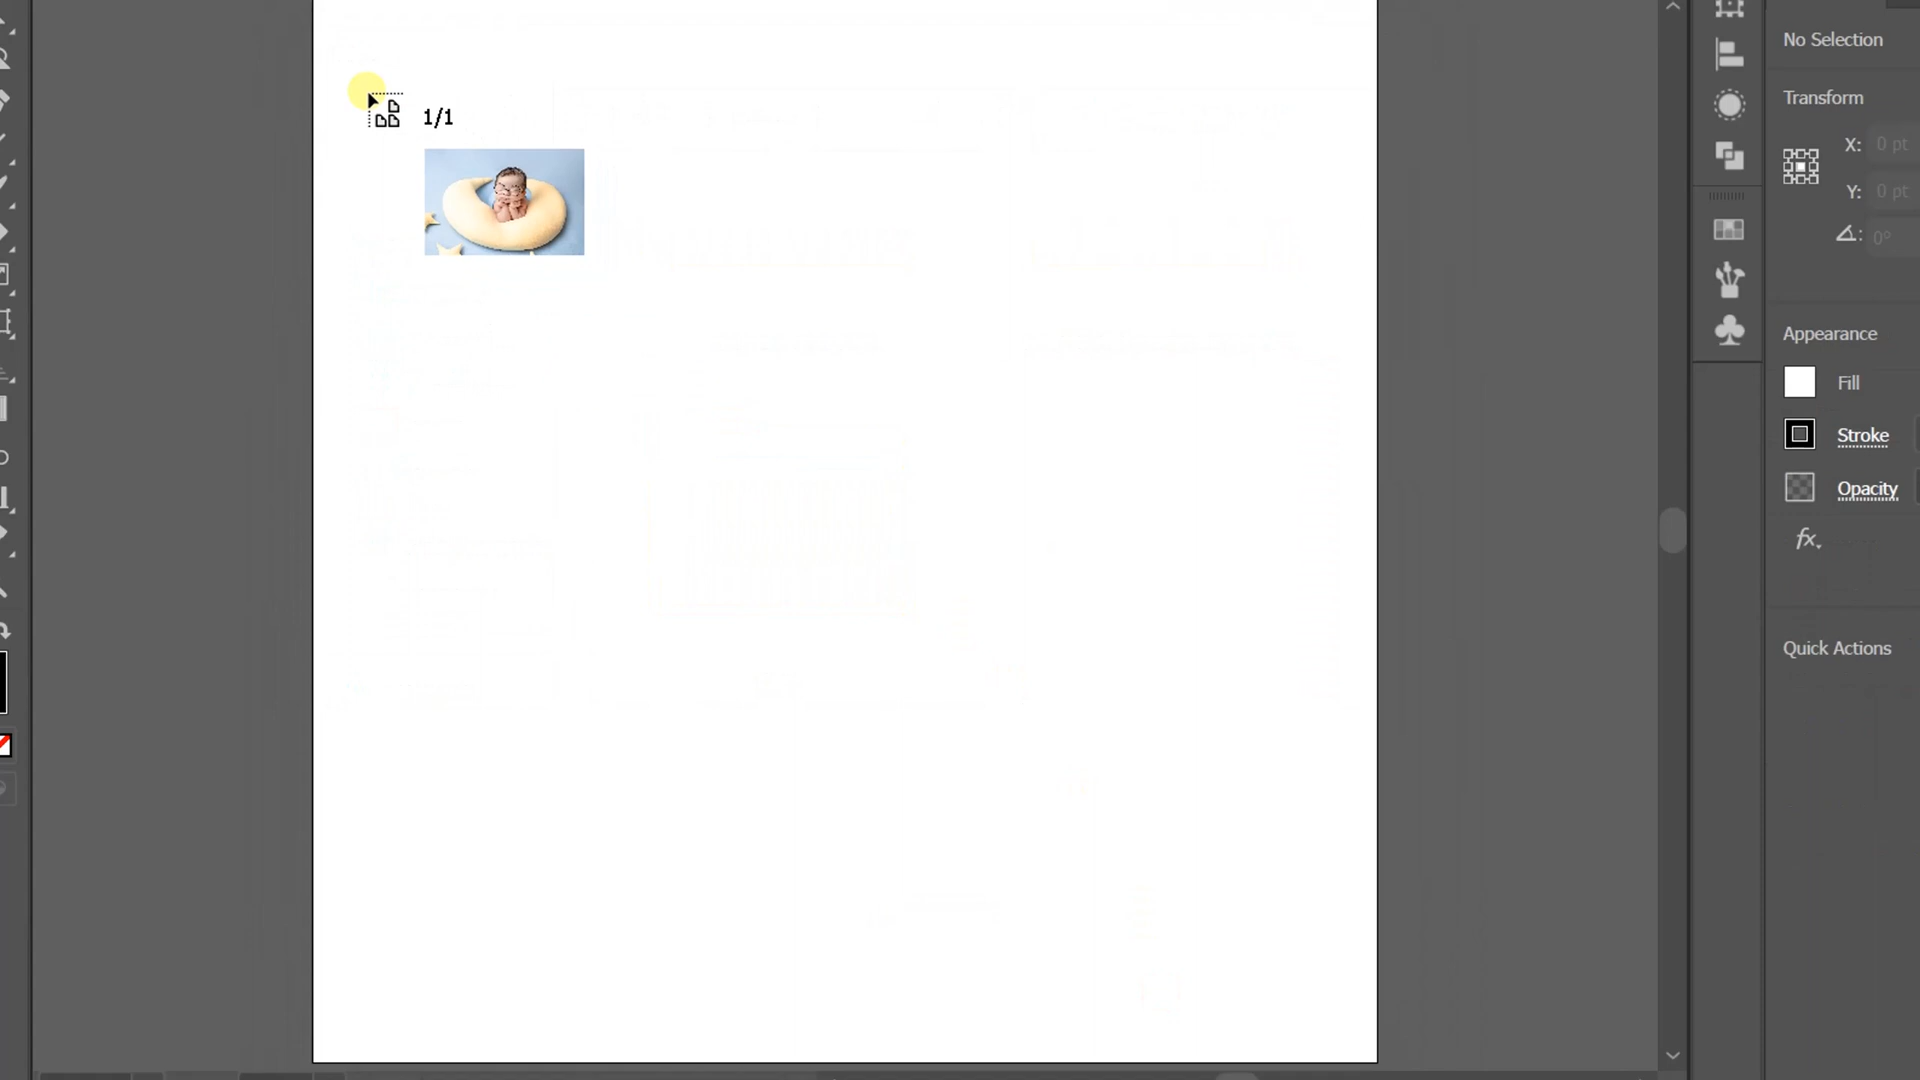 No Selection
1/1
Transform
X: 0 pt
Y: 0 pt
: 0°
Appearance
Fill
Stroke
Opacity
fx
Quick Actions